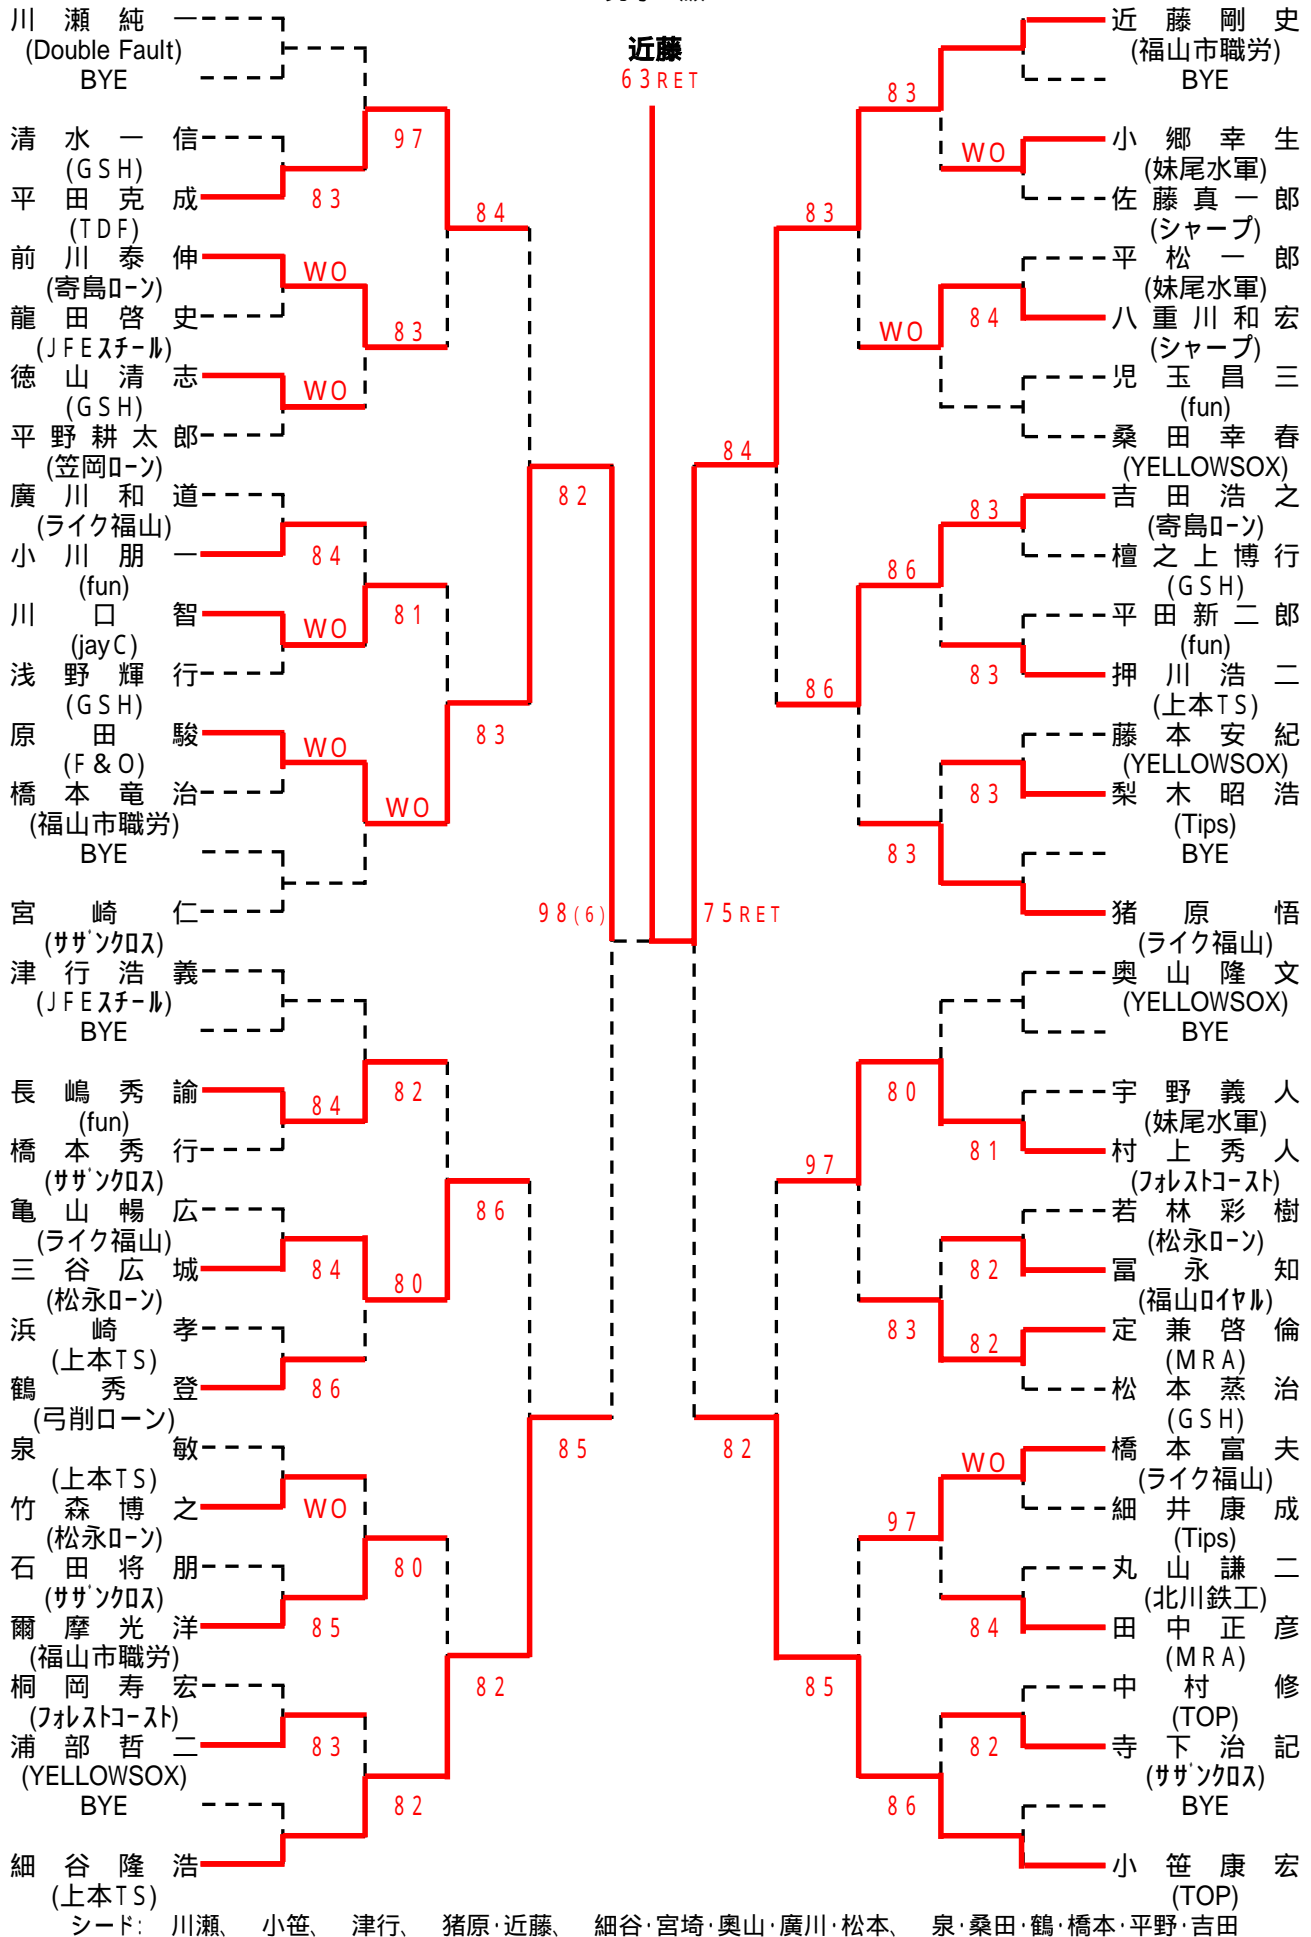 近藤
63RET
川瀬純一
(Double Fault)
BYE
清水一信
(GSH)
平田克成
(TDF)
前川泰伸
(寄島ﾛｰﾝ)
龍田啓史
(JFEｽﾁｰﾙ)
徳山清志
(GSH)
平野耕太郎
(笠岡ﾛｰﾝ)
廣川和道
(ライク福山)
小川朋一
(fun)
川口智
(jayC)
浅野輝行
(GSH)
原田駿
(F&O)
橋本竜治
(福山市職労)
BYE
宮崎仁
(ｻｻﾞﾝｸﾛｽ)
津行浩義
(JFEｽﾁｰﾙ)
BYE
長嶋秀諭
(fun)
橋本秀行
(ｻｻﾞﾝｸﾛｽ)
亀山暢広
(ライク福山)
三谷広城
(松永ﾛｰﾝ)
浜崎孝
(上本TS)
鶴秀登
(弓削ローン)
泉敏
(上本TS)
竹森博之
(松永ﾛｰﾝ)
石田将朋
(ｻｻﾞﾝｸﾛｽ)
爾摩光洋
(福山市職労)
桐岡寿宏
(ﾌｫﾚｽﾄｺｰｽﾄ)
浦部哲二
(YELLOWSOX)
BYE
細谷隆浩
(上本TS)
83
WO
WO
84
WO
WO
84
84
86
WO
85
83
97
83
81
WO
82
80
80
82
84
83
86
82
82
85
98(6)
75RET
84
82
83
86
97
85
83
WO
86
83
80
83
97
86
WO
84
83
83
83
81
82
82
WO
84
82
近藤剛史
(福山市職労)
BYE
小郷幸生
(妹尾水軍)
佐藤真一郎
(シャープ)
平松一郎
(妹尾水軍)
八重川和宏
(シャープ)
児玉昌三
(fun)
桑田幸春
(YELLOWSOX)
吉田浩之
(寄島ﾛｰﾝ)
檀之上博行
(GSH)
平田新二郎
(fun)
押川浩二
(上本TS)
藤本安紀
(YELLOWSOX)
梨木昭浩
(Tips)
BYE
猪原悟
(ライク福山)
奥山隆文
(YELLOWSOX)
BYE
宇野義人
(妹尾水軍)
村上秀人
(ﾌｫﾚｽﾄｺｰｽﾄ)
若林彩樹
(松永ﾛｰﾝ)
冨永知
(福山ﾛｲﾔﾙ)
定兼啓倫
(MRA)
松本蒸治
(GSH)
橋本富夫
(ライク福山)
細井康成
(Tips)
丸山謙二
(北川鉄工)
田中正彦
(MRA)
中村修
(TOP)
寺下治記
(ｻｻﾞﾝｸﾛｽ)
BYE
小笹康宏
(TOP)
シード: 川瀬、 小笹、 津行、 猪原･近藤、 細谷･宮埼･奥山･廣川･松本、 泉･桑田･鶴･橋本･平野･吉田